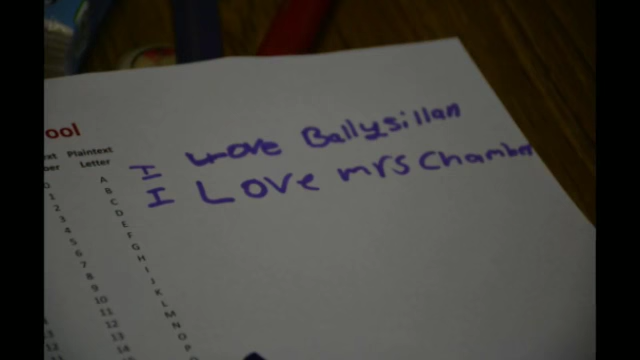 ool
Plaintext
Letter
I Love Ballysillan
I Love mrs Chamber
A
1 B
2 C
3 D
4 E
5 F
6 G
7 H
8 I
9 J
10 K
11 L
12 M
13 N
14 O
P